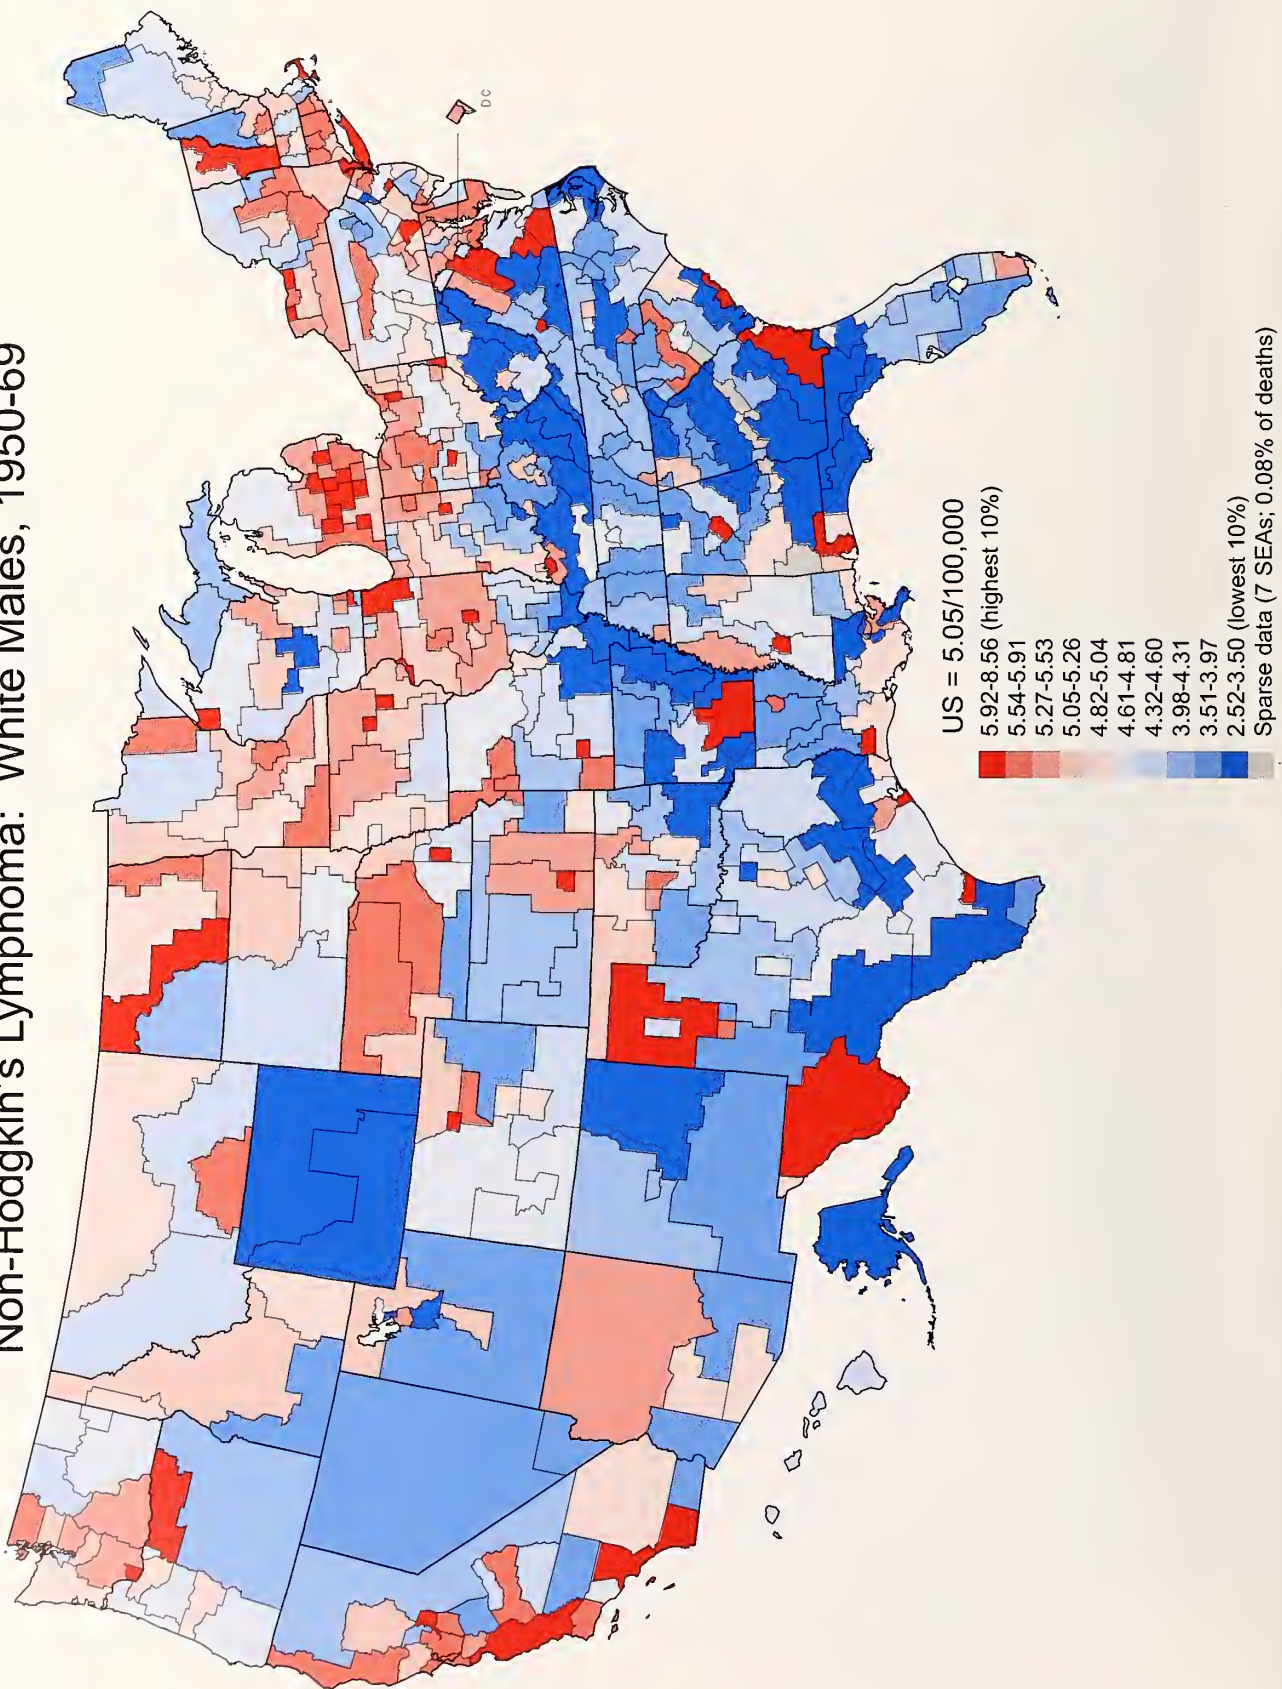 Non-Hodgkin's Lymphoma: White Males, 1950-69
DC
US = 5.05/100,000
5.92-8.56 (highest 10%)
5.54-5.91
5.27-5.53
5.05-5.26
4.82-5.04
4.61-4.81
4.32-4.60
3.98-4.31
3.51-3.97
2.52-3.50 (lowest 10%)
Sparse data (7 SEAs; 0.08% of deaths)